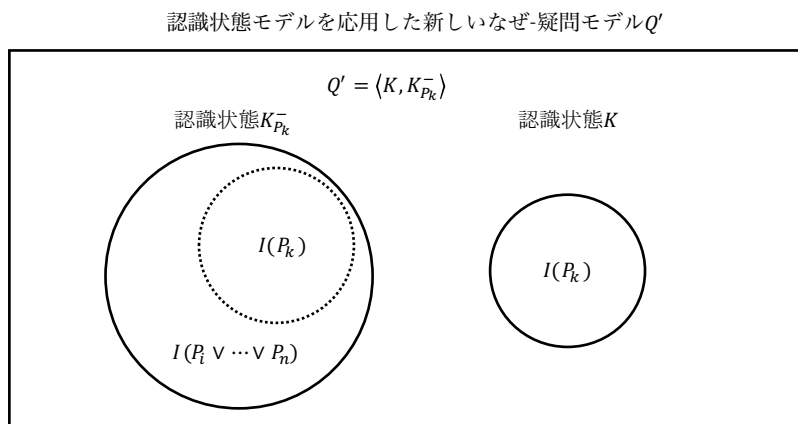 認識状態モデルを応用した新しいなぜ-疑問モデルQ′
Q′ = ⟨K, K⁻_{P_k}⟩
認識状態K⁻_{P_k}
認識状態K
I(P_k)
I(P_k)
I(P_i ∨ ⋯ ∨ P_n)